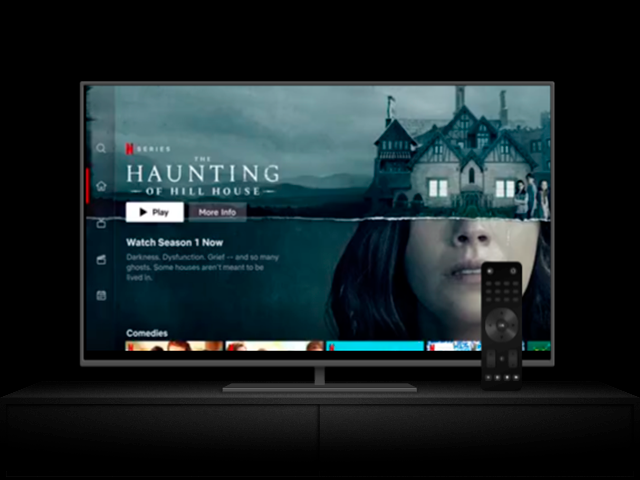 N SERIES
THE
HAUNTING
OF HILL HOUSE
Play
More Info
Watch Season 1 Now
Darkness. Dysfunction. Grief -- and so many
ghosts. Some houses aren't meant to be
lived in.
Comedies